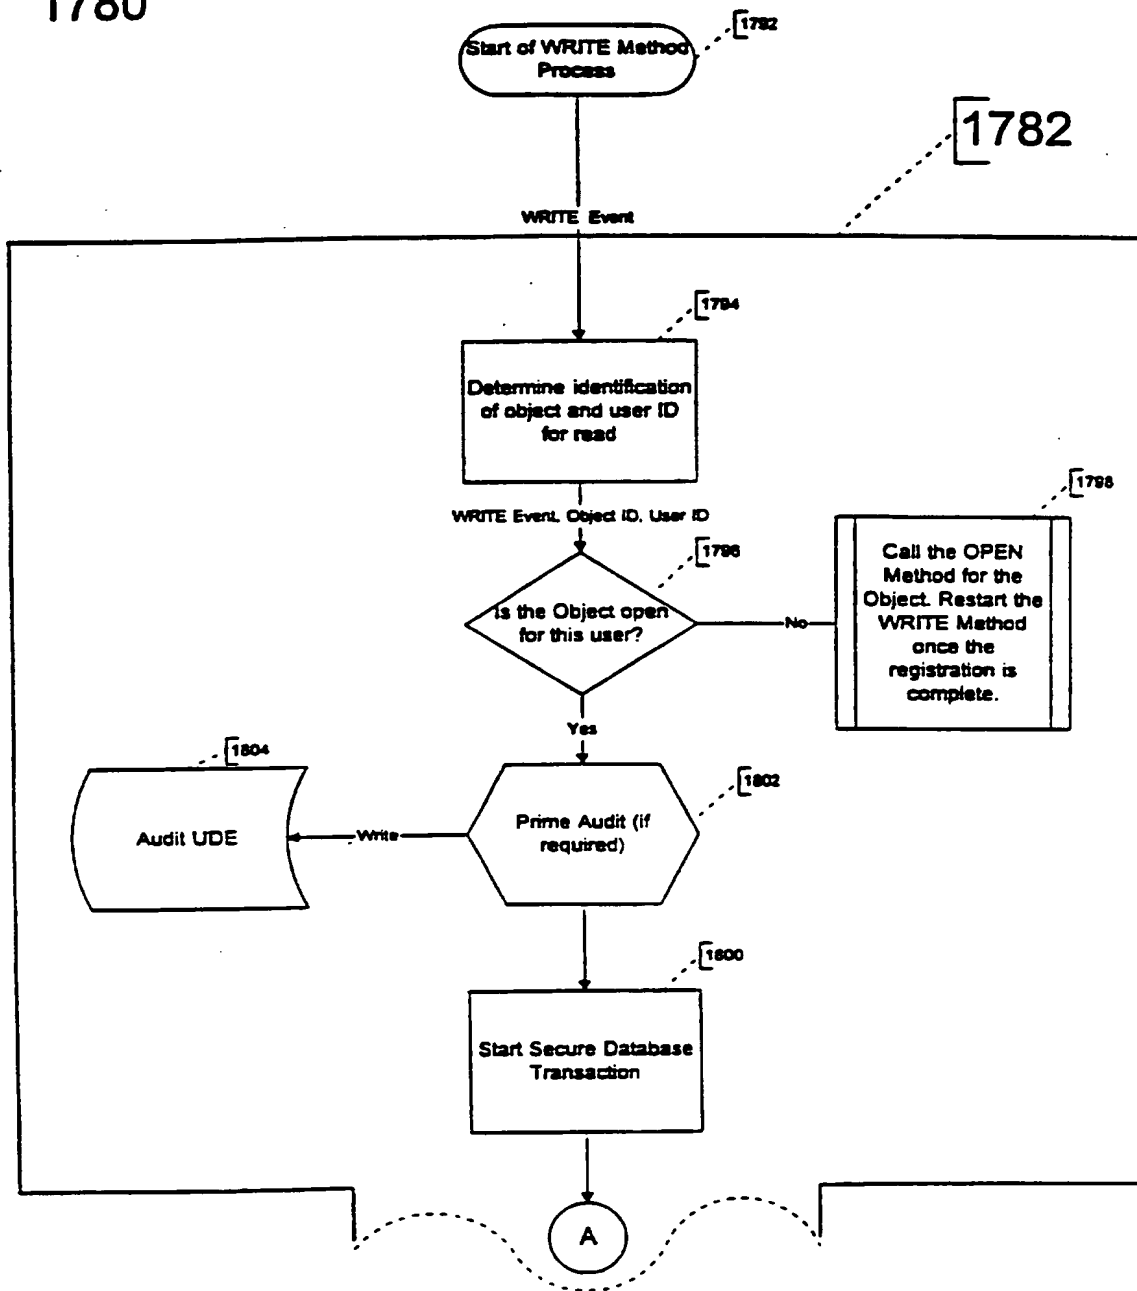 1780
Start of WRITE Method
Process
1792
1782
WRITE Event
1794
Determine identification
of object and user ID
for read
WRITE Event, Object ID, User ID
1798
1796
Is the Object open
for this user?
No
Call the OPEN
Method for the
Object. Restart the
WRITE Method
once the
registration is
complete.
Yes
1804
1802
Audit UDE
Write
Prime Audit (if
required)
1800
Start Secure Database
Transaction
A